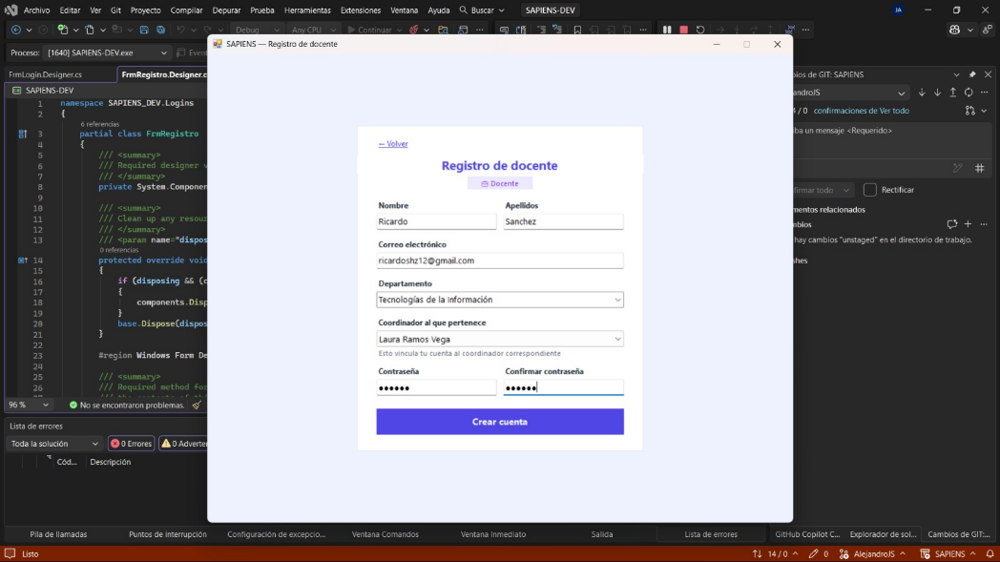 Archivo Editar Ver Git Proyecto Compilar Depurar Prueba Herramientas Extensiones Ventana Ayuda Buscar SAPIENS-DEV JA
Debug Any CPU Continuar
Proceso: [1640] SAPIENS-DEV.exe
SAPIENS — Registro de docente
FrmLogin.Designer.cs FrmRegistro.Designer.c
SAPIENS-DEV
1 namespace SAPIENS_DEV.Logins
2 {
6 referencias
3 partial class FrmRegistro
4 {
5 /// <summary>
6 /// Required designer v
7 /// </summary>
8 private System.Componen
9
10 /// <summary>
11 /// Clean up any resour
12 /// </summary>
13 /// <param name="dispos
0 referencias
14 protected override void
15 {
16 if (disposing && (c
17 {
18 components.Disp
19 }
20 base.Dispose(dispos
21 }
22
23 #region Windows Form De
24
25 /// <summary>
26 /// Required method for
96 % No se encontraron problemas.
Lista de errores
Toda la solución 0 Errores 0 Adverter
Cód... Descripción
← Volver
Registro de docente
Docente
Nombre Apellidos
Ricardo Sanchez
Correo electrónico
ricardoshz12@gmail.com
Departamento
Tecnologías de la Información
Coordinador al que pertenece
Laura Ramos Vega
Esto vincula tu cuenta al coordinador correspondiente
Contraseña Confirmar contraseña
●●●●●● ●●●●●●
Crear cuenta
bios de GIT: SAPIENS
androJS
/ 0 confirmaciones de Ver todo
ba un mensaje <Requerido>
irmar todo Rectificar
mentos relacionados
nbios
hay cambios "unstaged" en el directorio de trabajo.
shes
Pila de llamadas Puntos de interrupción Configuración de excepcio... Ventana Comandos Ventana Inmediato Salida Lista de errores GitHub Copilot C... Explorador de sol... Cambios de GIT:...
Listo 14 / 0 0 AlejandroJS SAPIENS